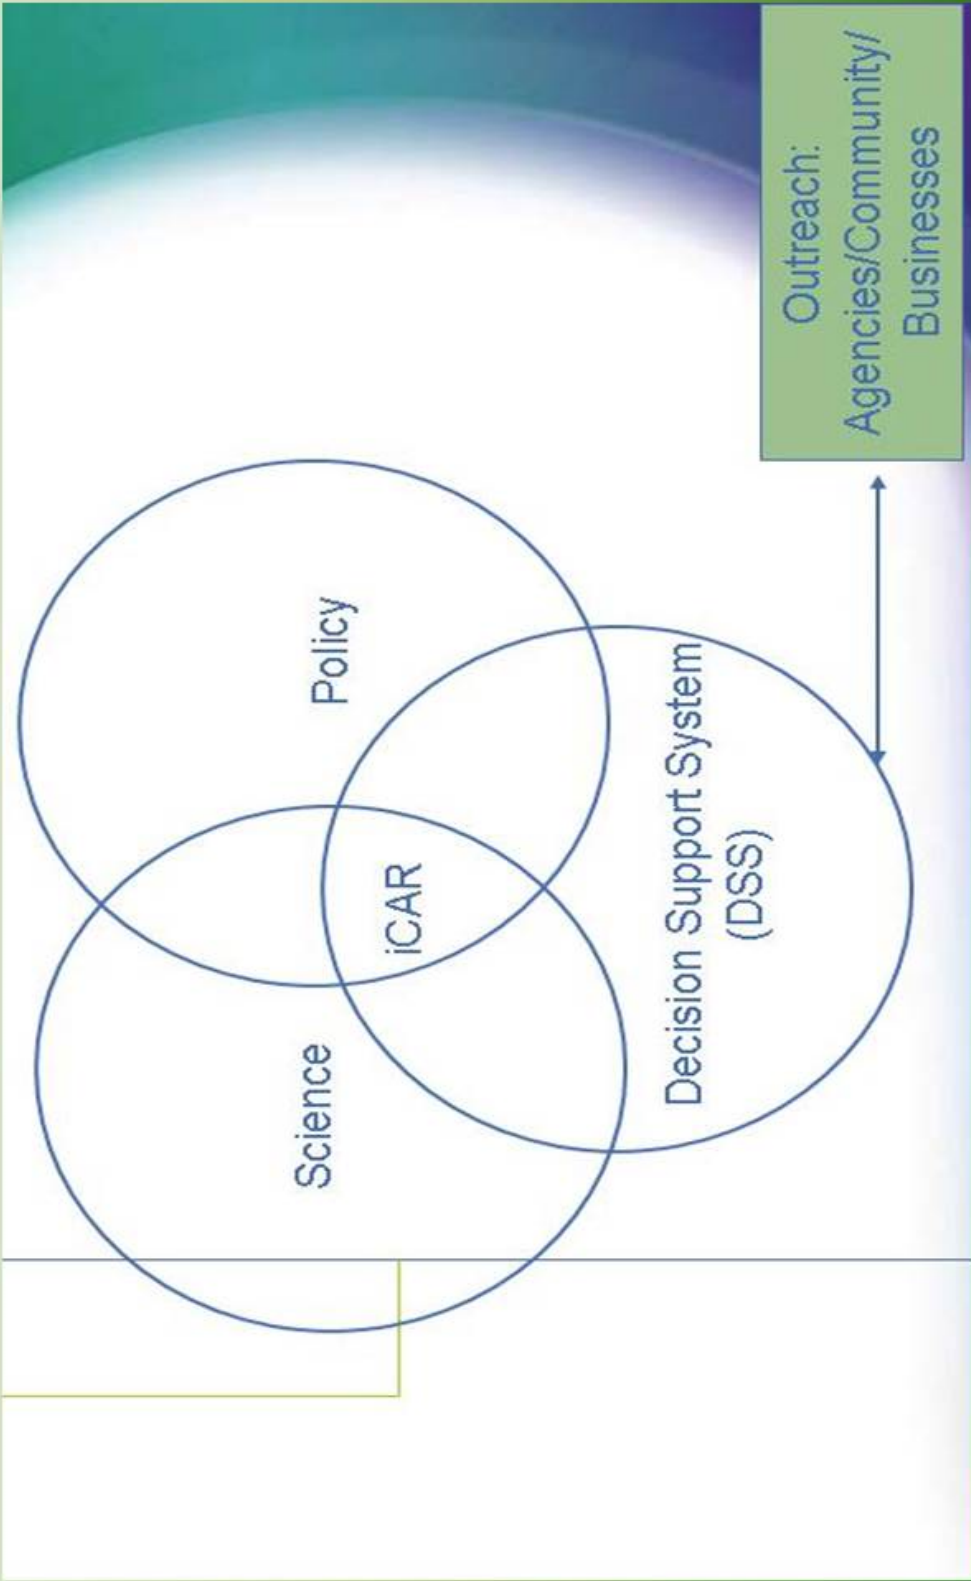 Science
Policy
iCAR
Decision Support System
(DSS)
Outreach:
Agencies/Community/
Businesses